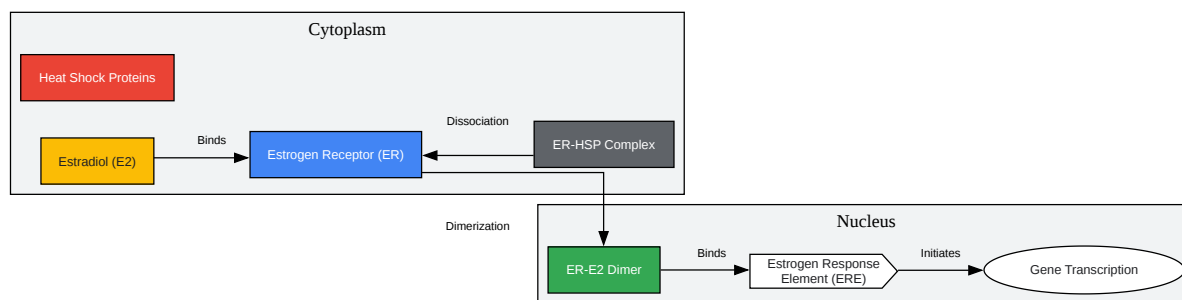 Cytoplasm
Heat Shock Proteins
Dissociation
Binds
ER-HSP Complex
Estradiol (E2)
Estrogen Receptor (ER)
Dimerization
Nucleus
Binds
Initiates
ER-E2 Dimer
Estrogen Response
Element (ERE)
Gene Transcription